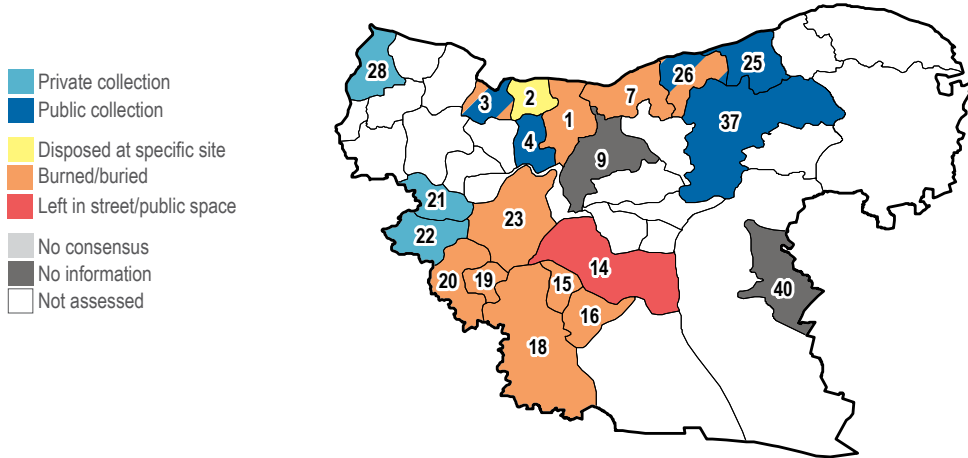 Private collection
Public collection
Disposed at specific site
Burned/buried
Left in street/public space
No consensus
No information
Not assessed
28
3
2
1
7
26
25
4
9
37
21
22
23
20
19
15
14
16
18
40